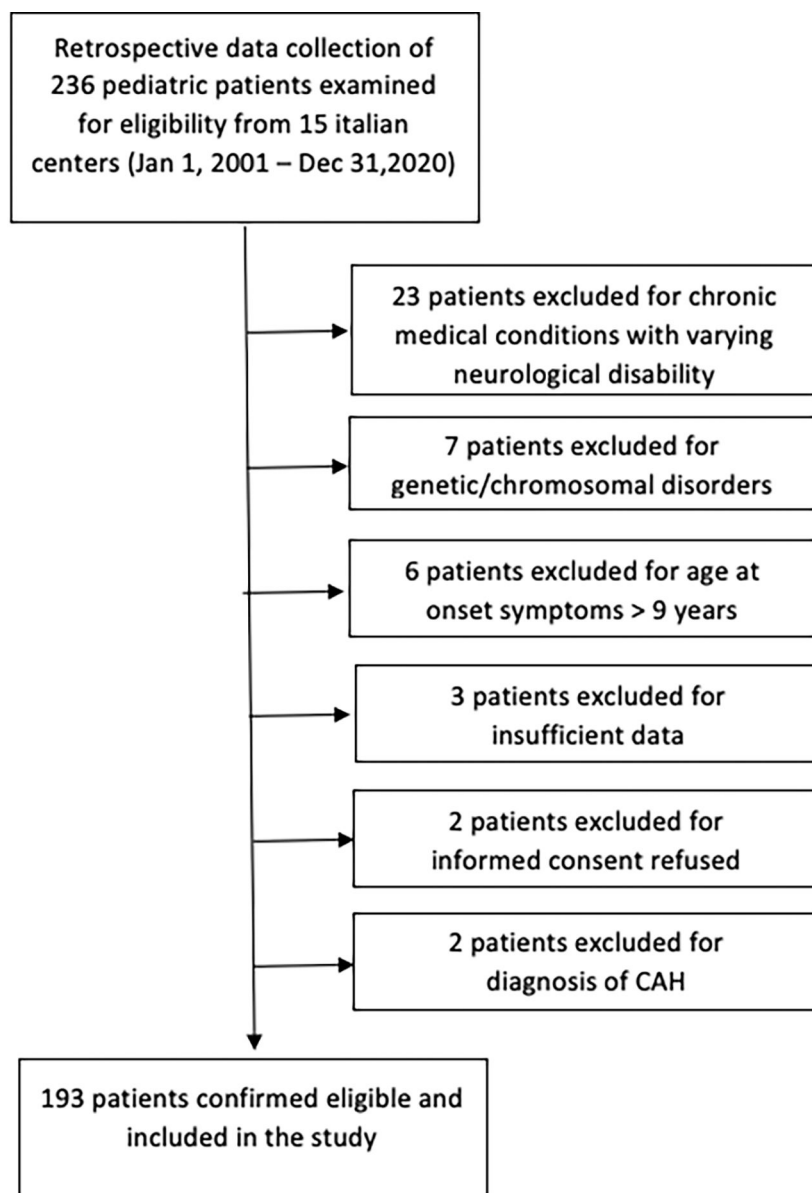 Retrospective data collection of
236 pediatric patients examined
for eligibility from 15 italian
centers (Jan 1, 2001 – Dec 31,2020)
23 patients excluded for chronic
medical conditions with varying
neurological disability
7 patients excluded for
genetic/chromosomal disorders
6 patients excluded for age at
onset symptoms > 9 years
3 patients excluded for
insufficient data
2 patients excluded for
informed consent refused
2 patients excluded for
diagnosis of CAH
193 patients confirmed eligible and
included in the study